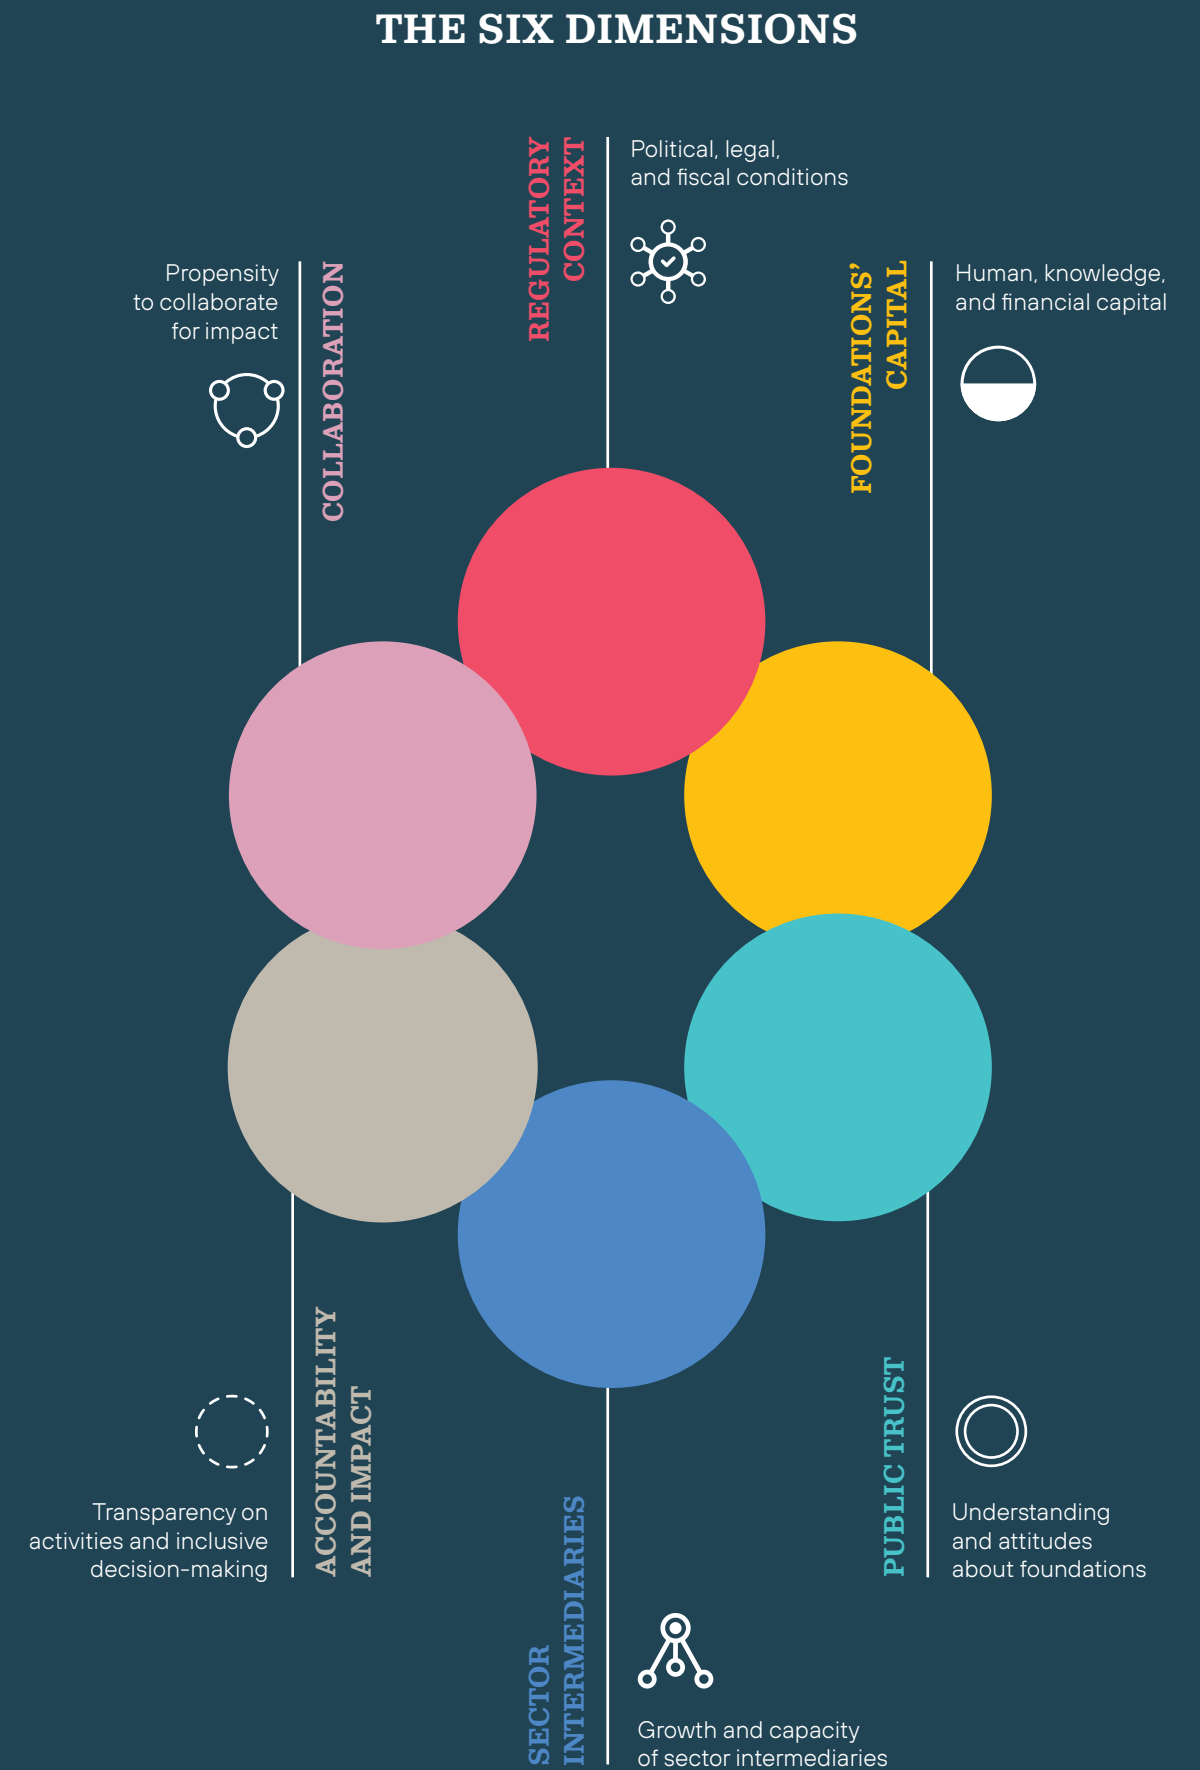 THE SIX DIMENSIONS
REGULATORY
CONTEXT
Political, legal,
and fiscal conditions
Propensity
to collaborate
for impact
COLLABORATION
FOUNDATIONS’
CAPITAL
Human, knowledge,
and financial capital
Transparency on
activities and inclusive
decision-making
ACCOUNTABILITY
AND IMPACT
PUBLIC TRUST
Understanding
and attitudes
about foundations
SECTOR
INTERMEDIARIES
Growth and capacity
of sector intermediaries